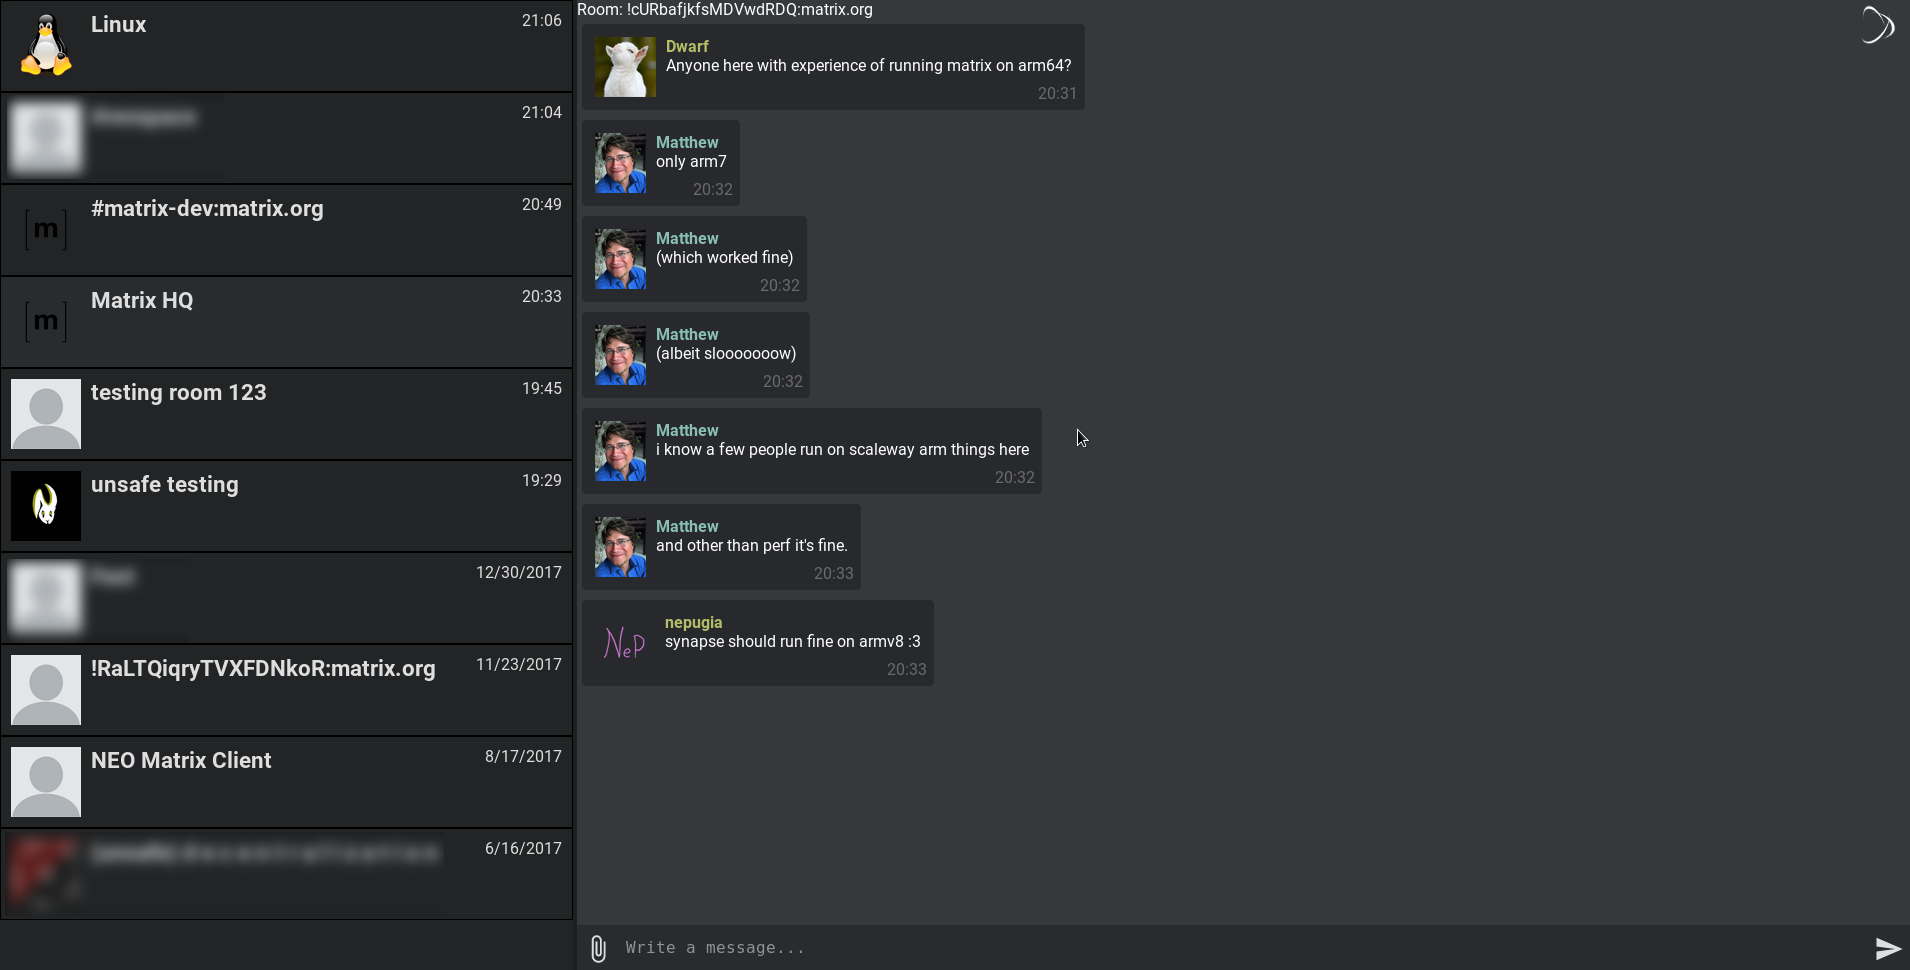 Linux
21:06
21:04
#matrix-dev:matrix.org
20:49
[m]
Matrix HQ
20:33
[m]
testing room 123
19:45
unsafe testing
19:29
12/30/2017
!RaLTQiqryTVXFDNkoR:matrix.org
11/23/2017
NEO Matrix Client
8/17/2017
6/16/2017
Room: !cURbafjkfsMDVwdRDQ:matrix.org
Dwarf
Anyone here with experience of running matrix on arm64?
20:31
Matthew
only arm7
20:32
Matthew
(which worked fine)
20:32
Matthew
(albeit slooooooow)
20:32
Matthew
i know a few people run on scaleway arm things here
20:32
Matthew
and other than perf it's fine.
20:33
NeP
nepugia
synapse should run fine on armv8 :3
20:33
Write a message...